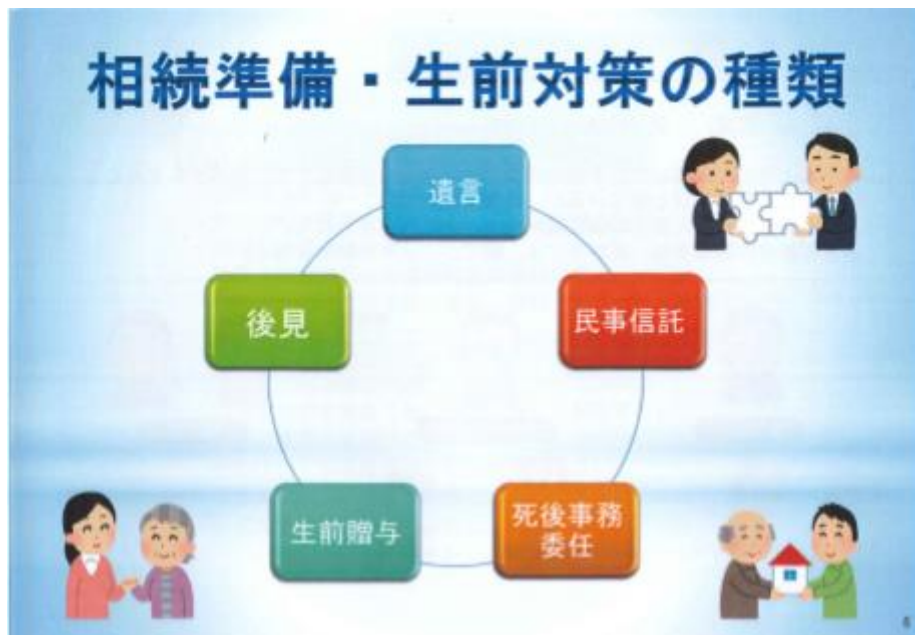 相続準備・生前対策の種類
遺言
民事信託
死後事務
委任
生前贈与
後見